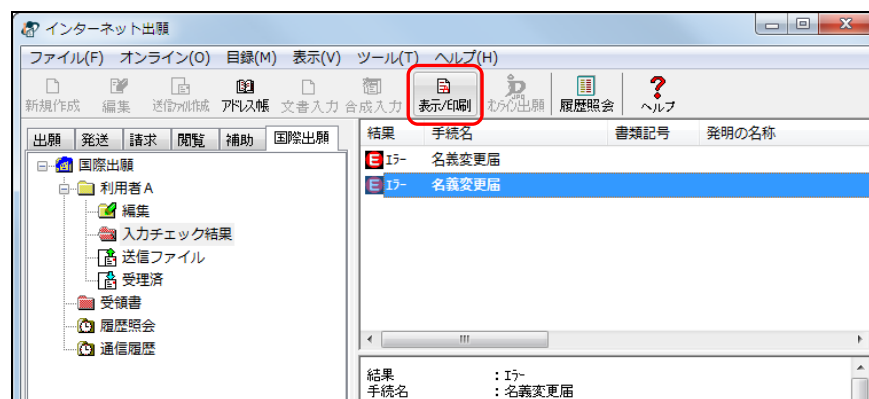 インターネット出願
ファイル(F) オンライン(O) 目録(M) 表示(V) ツール(T) ヘルプ(H)
新規作成 編集 送信ファイル作成 アドレス帳 文書入力 合成入力 表示/印刷 オンライン出願 履歴照会 ヘルプ
出願 発送 請求 閲覧 補助 国際出願
結果 手続名 書類記号 発明の名称
国際出願
E エラー 名義変更届
利用者A
E エラー 名義変更届
編集
入力チェック結果
送信ファイル
受理済
受領書
履歴照会
通信履歴
結果 :エラー
手続名 :名義変更届